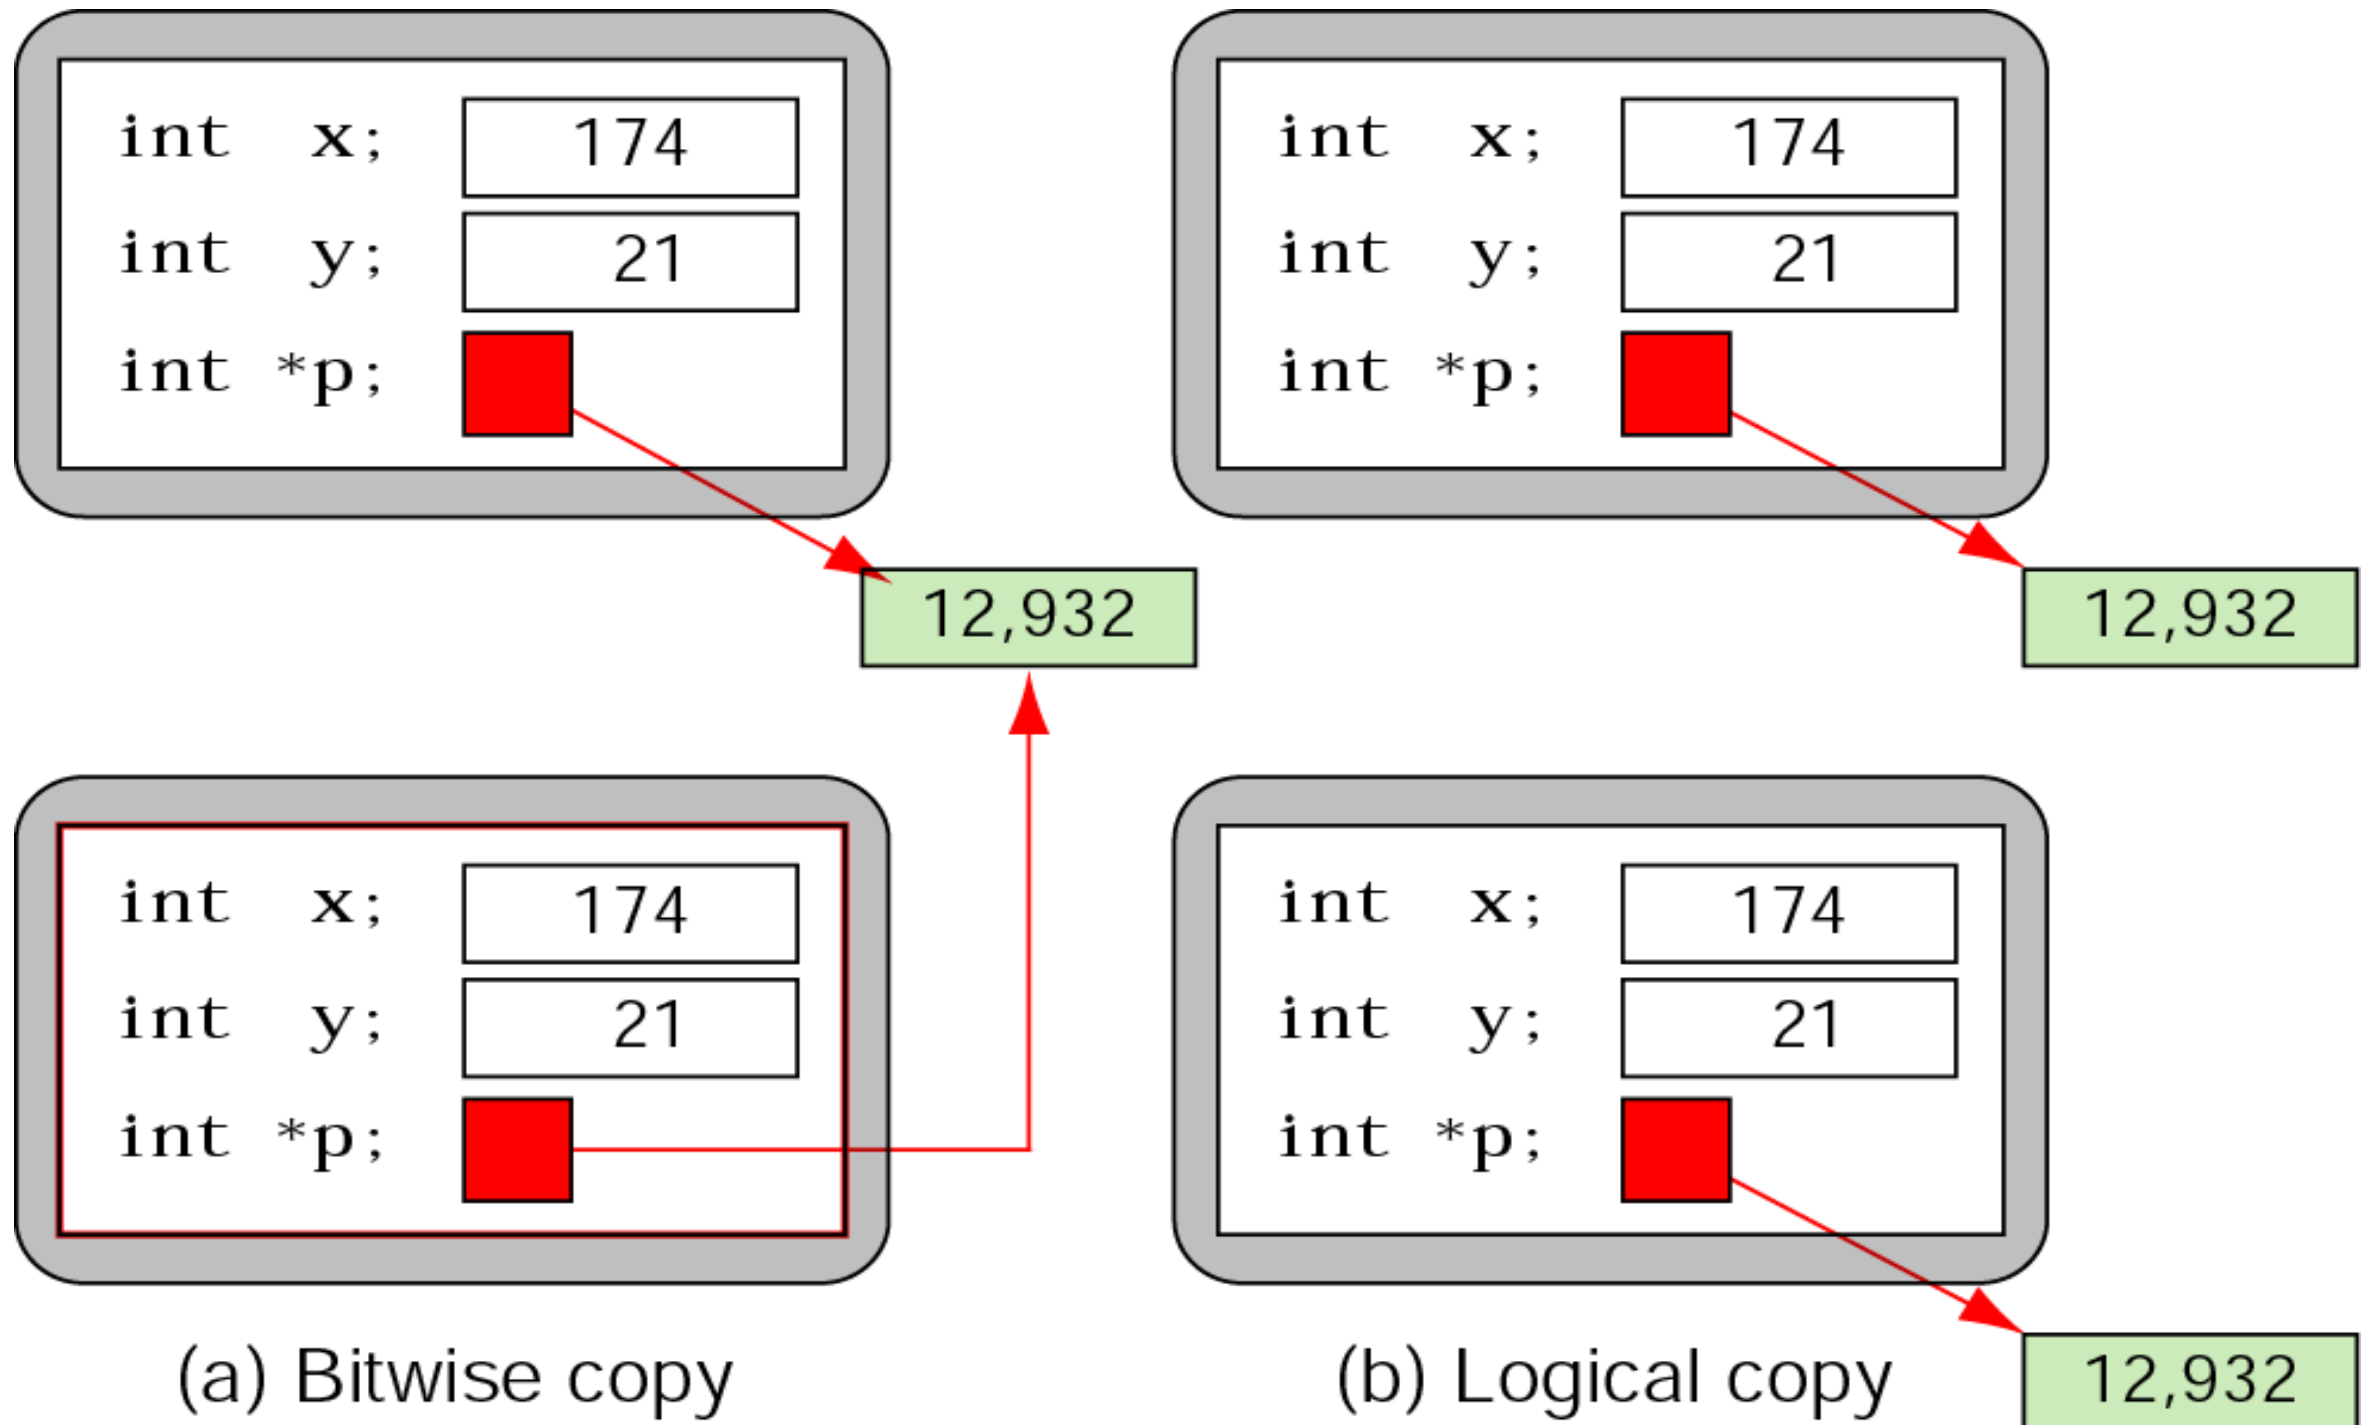 int x; 174
int y; 21
int *p;
12,932
int x; 174
int y; 21
int *p;
(a) Bitwise copy
int x; 174
int y; 21
int *p;
12,932
int x; 174
int y; 21
int *p;
12,932
(b) Logical copy